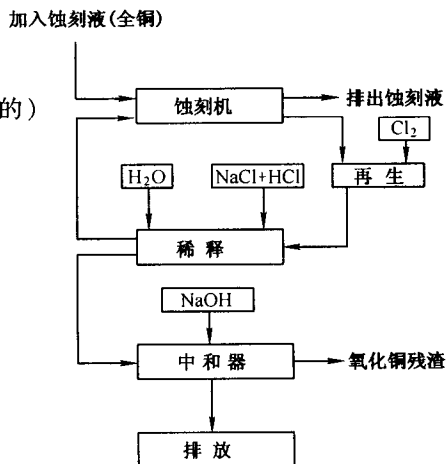 加入蚀刻液(全铜)
的)
蚀刻机
排出蚀刻液
Cl₂
H₂O
NaCl+HCl
再生
稀释
NaOH
中和器
氧化铜残渣
排放